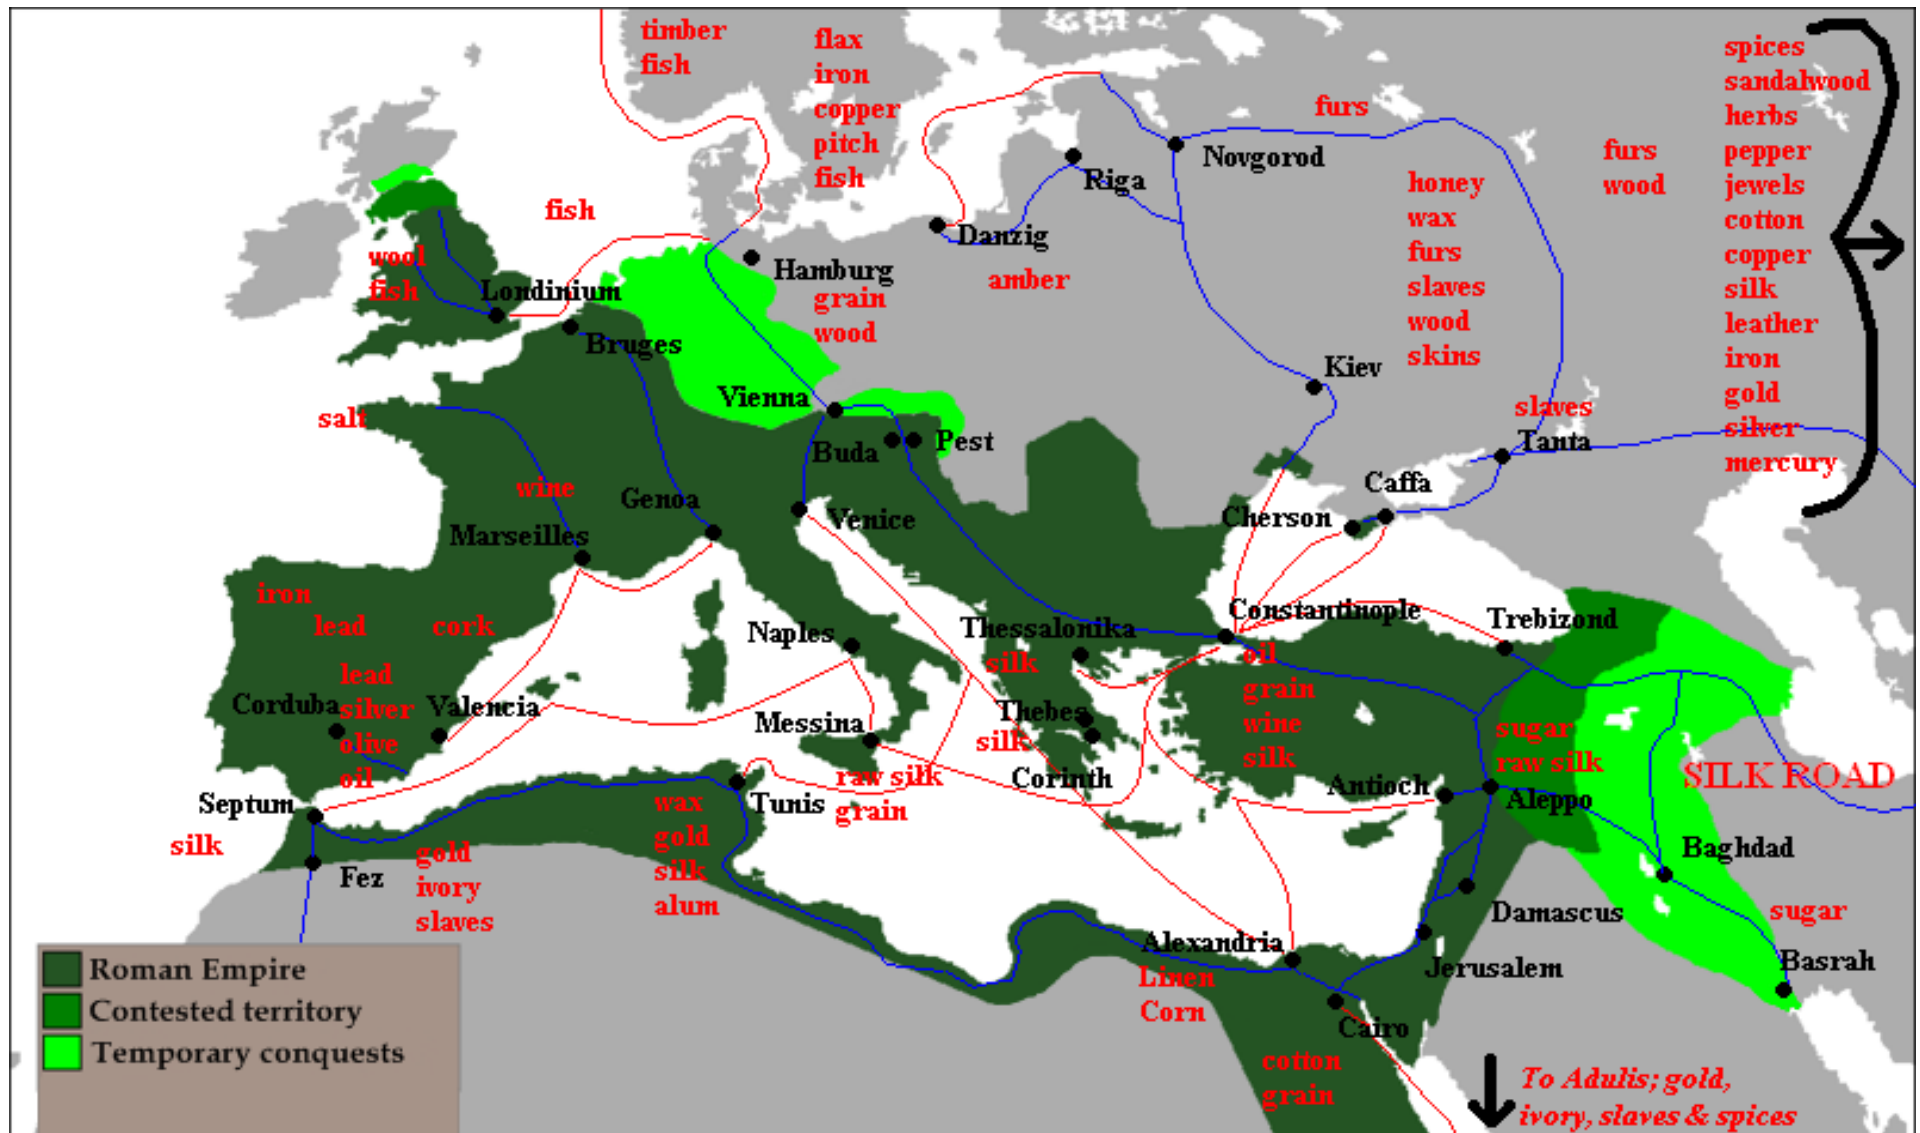 timber
fish
flax
iron
copper
pitch
fish
furs
furs
wood
spices
sandalwood
herbs
pepper
jewels
cotton
copper
silk
leather
iron
gold
silver
mercury
Novgorod
Riga
honey
wax
furs
slaves
wood
skins
fish
Danzig
amber
Hamburg
grain
wood
wool
fish
Londinium
Bruges
Kiev
Vienna
salt
slaves
Tanta
Buda
Pest
wine
Genoa
Caffa
Venice
Cherson
Marseilles
iron
lead
cork
Naples
Thessalonika
silk
Constantinople
Trebizond
oil
grain
wine
silk
lead
silver
olive
oil
Corduba
Valencia
Messina
Thebes
silk
Corinth
sugar
raw silk
SILK ROAD
Septum
silk
Tunis
raw silk
grain
Antioch
Aleppo
wax
gold
silk
alum
Fez
gold
ivory
slaves
Baghdad
sugar
Damascus
Alexandria
Linen
Corn
Jerusalem
Basrah
Cairo
cotton
grain
Roman Empire
Contested territory
Temporary conquests
To Adulis; gold,
ivory, slaves & spices